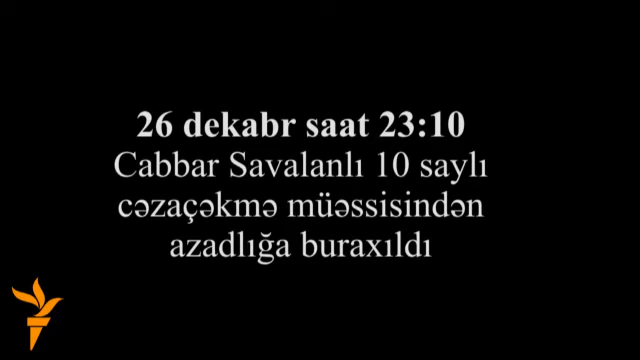 26 dekabr saat 23:10
Cabbar Savalanlı 10 saylı
cəzaçəkmə müəssisindən
azadlığa buraxıldı